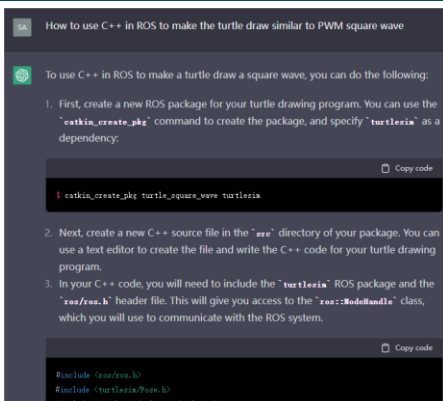 SA
How to use C++ in ROS to make the turtle draw similar to PWM square wave
To use C++ in ROS to make a turtle draw a square wave, you can do the following:
1. First, create a new ROS package for your turtle drawing program. You can use the
`catkin_create_pkg` command to create the package, and specify `turtlesim` as a
dependency:
Copy code
$ catkin_create_pkg turtle_square_wave turtlesim
2. Next, create a new C++ source file in the `src` directory of your package. You can
use a text editor to create the file and write the C++ code for your turtle drawing
program.
3. In your C++ code, you will need to include the `turtlesim` ROS package and the
`ros/ros.h` header file. This will give you access to the `ros::NodeHandle` class,
which you will use to communicate with the ROS system.
Copy code
#include <ros/ros.h>
#include <turtlesim/Pose.h>